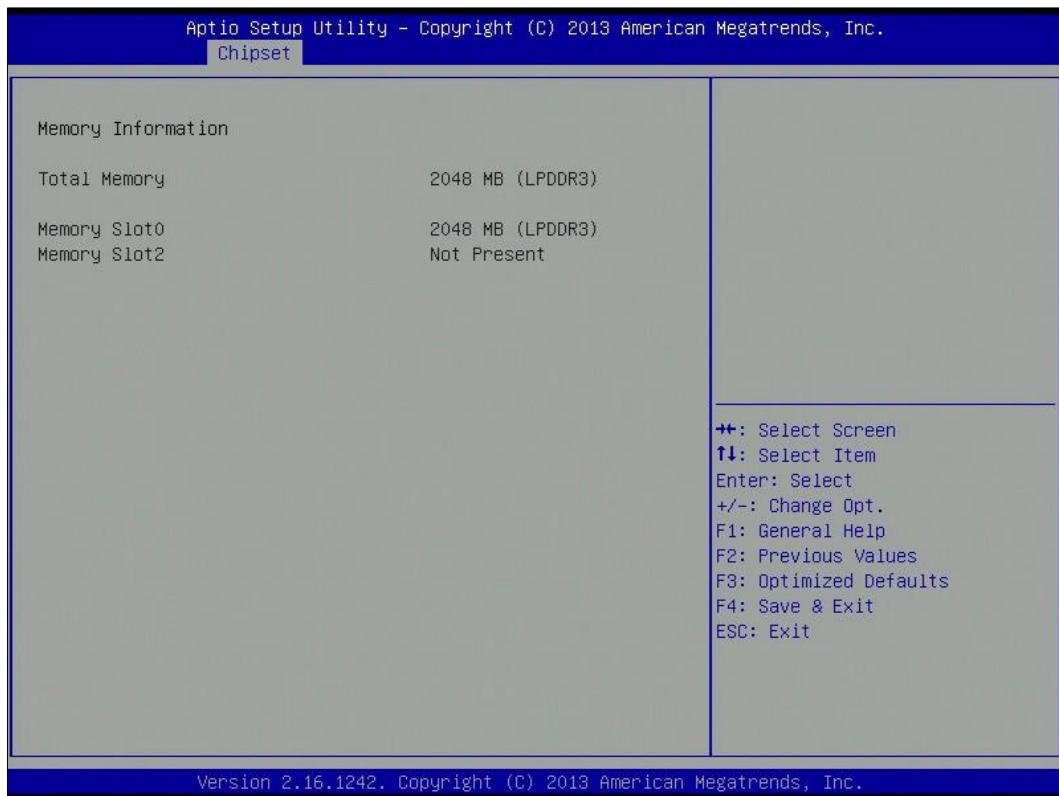 Aptio Setup Utility – Copyright (C) 2013 American Megatrends, Inc.
Chipset
Memory Information
Total Memory 2048 MB (LPDDR3)
Memory Slot0 2048 MB (LPDDR3)
Memory Slot2 Not Present
→←: Select Screen
↑↓: Select Item
Enter: Select
+/-: Change Opt.
F1: General Help
F2: Previous Values
F3: Optimized Defaults
F4: Save & Exit
ESC: Exit
Version 2.16.1242. Copyright (C) 2013 American Megatrends, Inc.